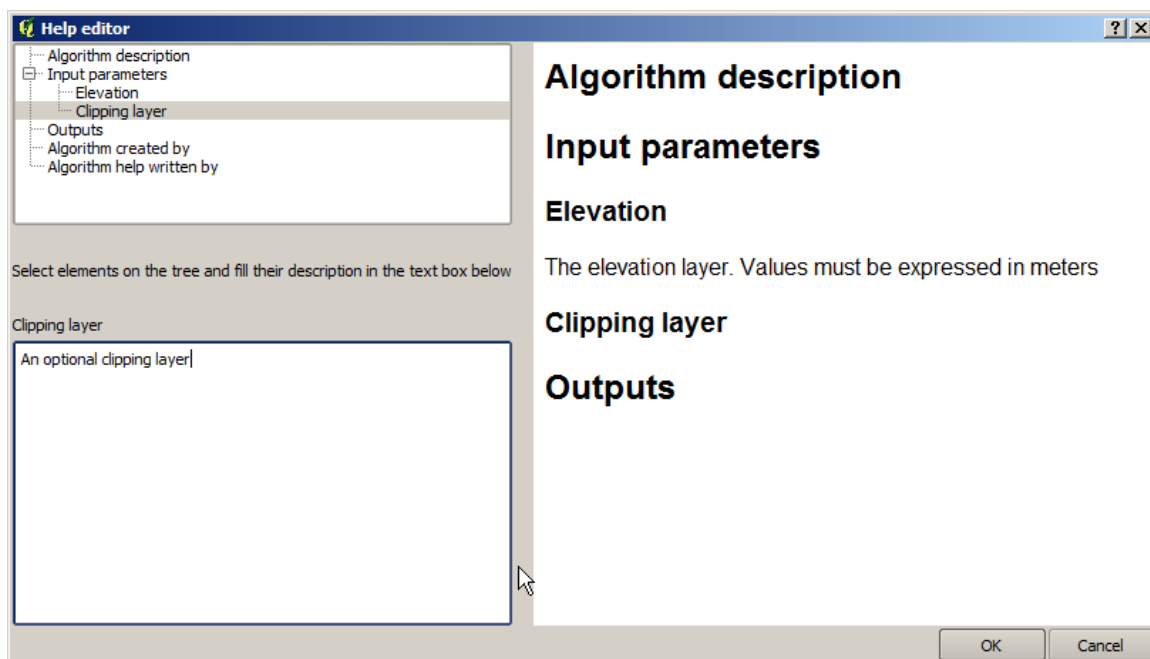 Help editor
Algorithm description
Input parameters
Elevation
Clipping layer
Outputs
Algorithm created by
Algorithm help written by
Select elements on the tree and fill their description in the text box below
Clipping layer
An optional clipping layer
Algorithm description
Input parameters
Elevation
The elevation layer. Values must be expressed in meters
Clipping layer
Outputs
OK
Cancel